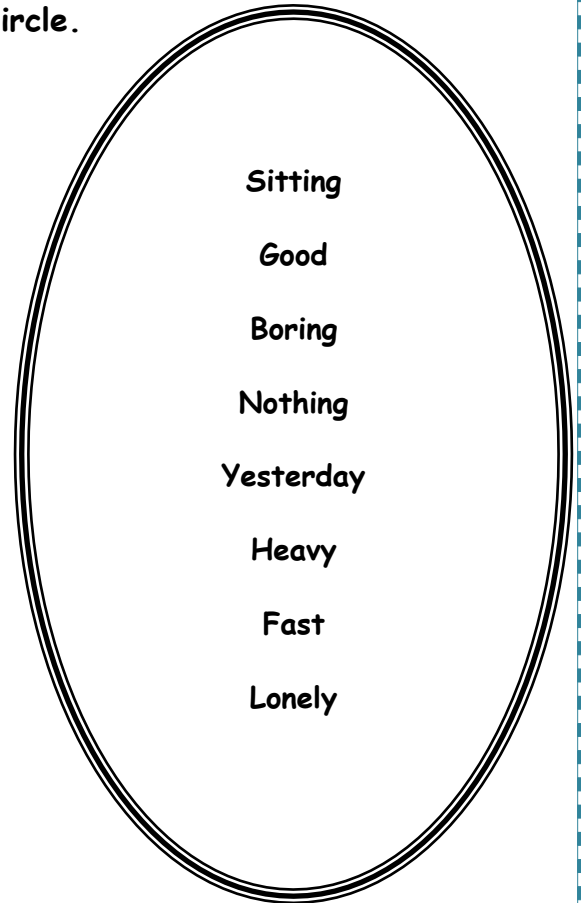 ircle.
Sitting
Good
Boring
Nothing
Yesterday
Heavy
Fast
Lonely